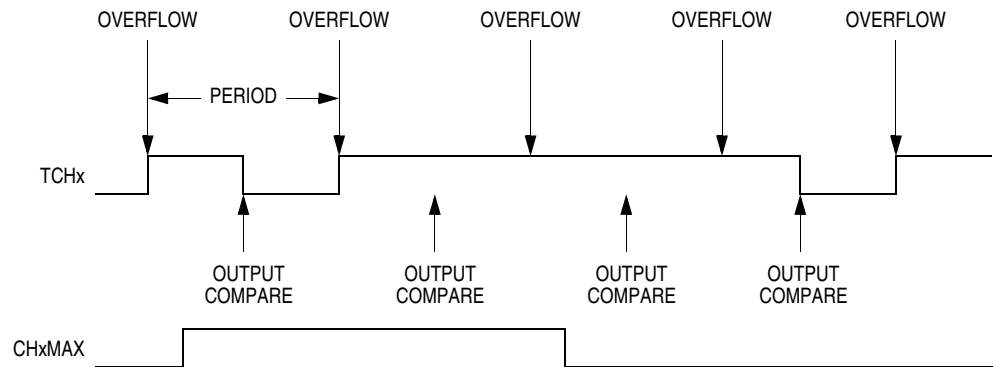 OVERFLOW OVERFLOW OVERFLOW OVERFLOW OVERFLOW
PERIOD
TCHx
OUTPUT COMPARE
OUTPUT COMPARE
OUTPUT COMPARE
OUTPUT COMPARE
CHxMAX